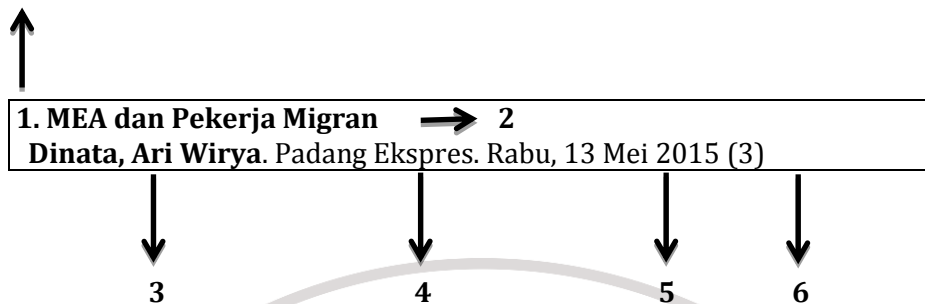 1. MEA dan Pekerja Migran 2
Dinata, Ari Wirya. Padang Ekspres. Rabu, 13 Mei 2015 (3)
3 4 5 6